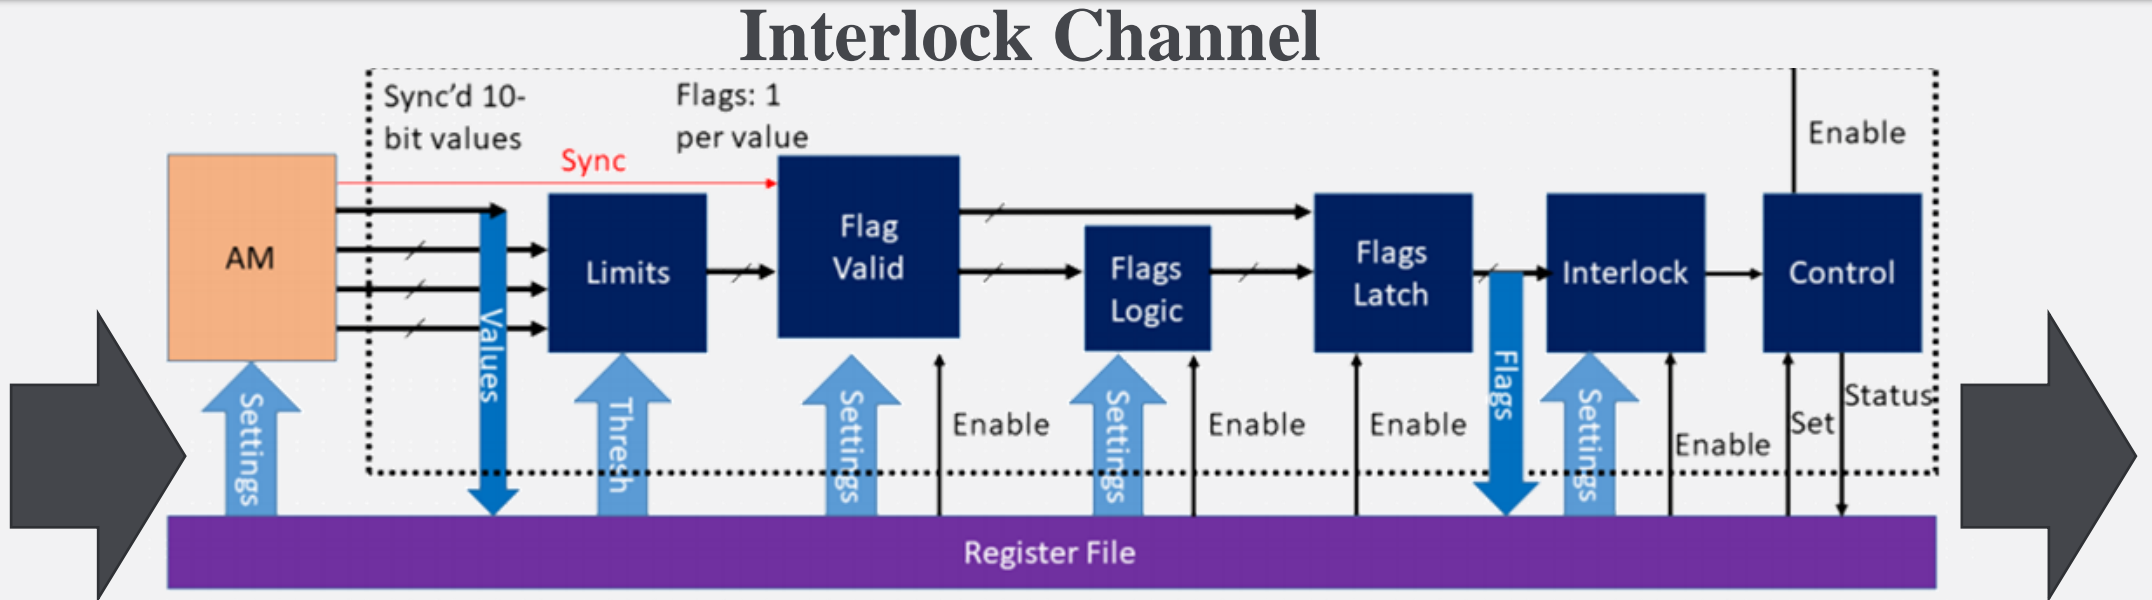 Interlock Channel
Sync'd 10-
bit values
Flags: 1
per value
Sync
Enable
AM
Limits
Flag
Valid
Flags
Logic
Flags
Latch
Interlock
Control
Values
Settings
Thresh
Settings
Enable
Settings
Enable
Enable
Flags
Settings
Enable
Set
Status
Register File